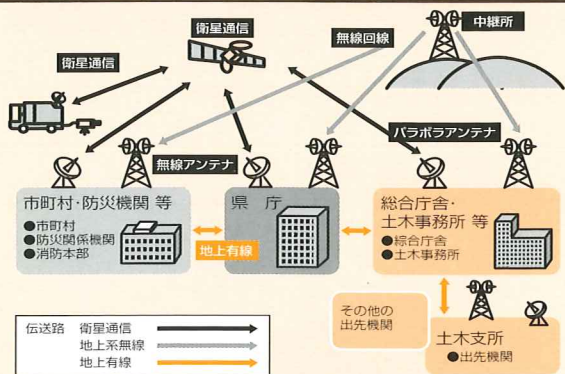 衛星通信
中継所
無線回線
衛星通信
パラボラアンテナ
無線アンテナ
市町村・防災機関 等
●市町村
●防災関係機関
●消防本部
地上有線
県 庁
総合庁舎・
土木事務所 等
●総合庁舎
●土木事務所
その他の
出先機関
土木支所
●出先機関
伝送路 衛星通信
地上系無線
地上有線